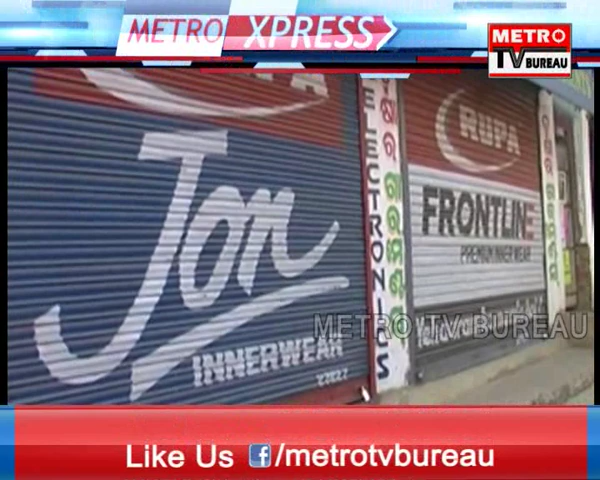 METRO XPRESS
METRO
TV BUREAU
RUPA
Jon
INNERWEAR
ELECTRONICS
RUPA
FRONTLINE
PREMIUM INNER WEAR
METRO TV BUREAU
Like Us f/metrotvbureau